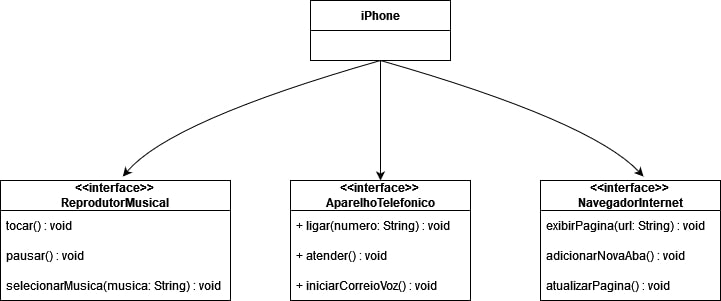 iPhone
<<interface>>
ReprodutorMusical
tocar() : void
pausar() : void
selecionarMusica(musica: String) : void
<<interface>>
AparelhoTelefonico
+ ligar(numero: String) : void
+ atender() : void
+ iniciarCorreioVoz() : void
<<interface>>
NavegadorInternet
exibirPagina(url: String) : void
adicionarNovaAba() : void
atualizarPagina() : void